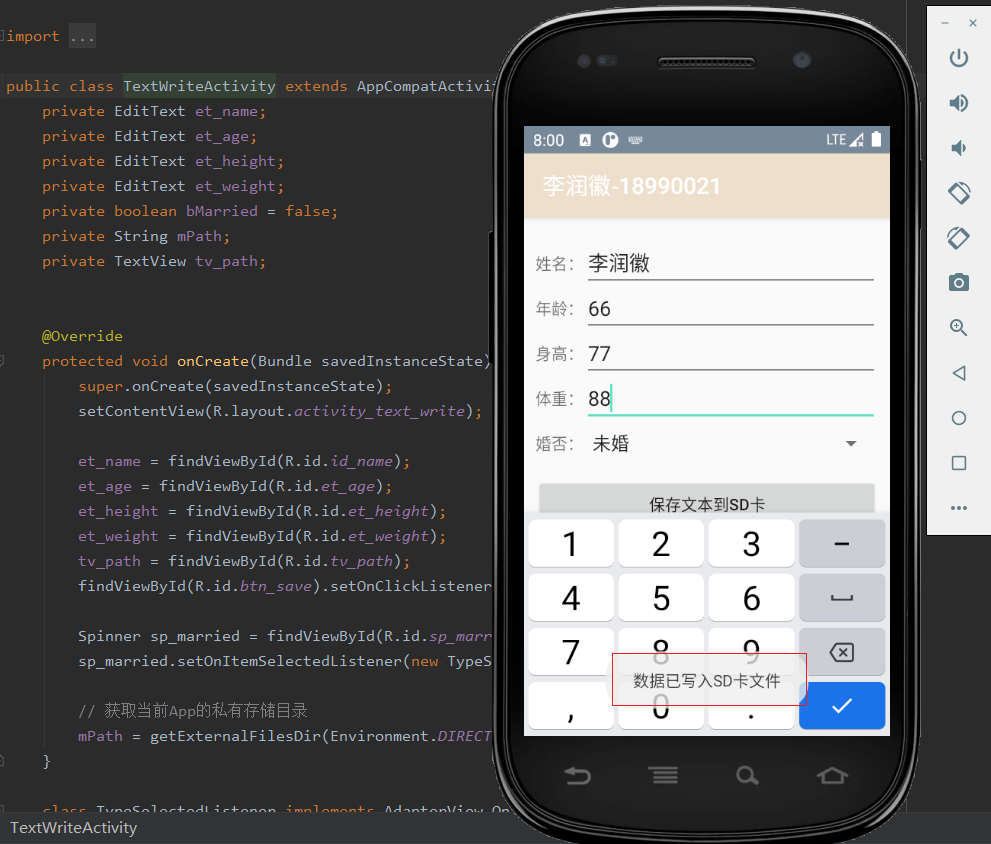 import ...
public class TextWriteActivity extends AppCompatActivi
private EditText et_name;
private EditText et_age;
private EditText et_height;
private EditText et_weight;
private boolean bMarried = false;
private String mPath;
private TextView tv_path;
@Override
protected void onCreate(Bundle savedInstanceState)
super.onCreate(savedInstanceState);
setContentView(R.layout.activity_text_write);
et_name = findViewById(R.id.id_name);
et_age = findViewById(R.id.et_age);
et_height = findViewById(R.id.et_height);
et_weight = findViewById(R.id.et_weight);
tv_path = findViewById(R.id.tv_path);
findViewById(R.id.btn_save).setOnClickListener
Spinner sp_married = findViewById(R.id.sp_marr
sp_married.setOnItemSelectedListener(new TypeS
// 获取当前App的私有存储目录
mPath = getExternalFilesDir(Environment.DIRECT
}
class TypeSelectedListener implements AdapterView.On
TextWriteActivity
8:00 LTE
李润徽-18990021
姓名: 李润徽
年龄: 66
身高: 77
体重: 88
婚否: 未婚
保存文本到SD卡
1 2 3 −
4 5 6
7 8 9
数据已写入SD卡文件
, 0 .